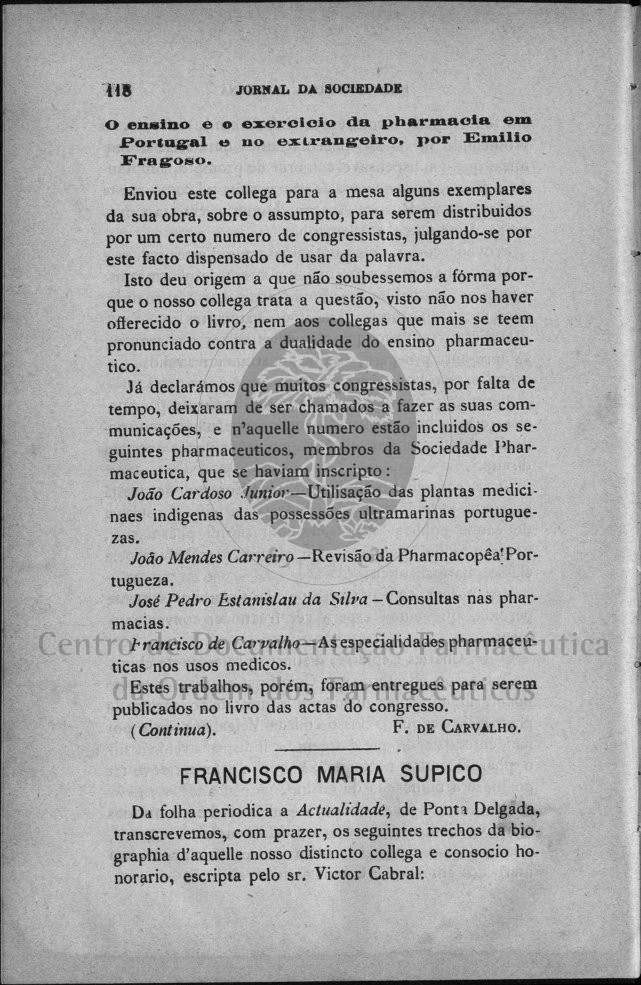 118 JORNAL DA SOCIEDADE
O ensino e o exercicio da pharmacia em
Portugal e no extrangeiro, por Emilio
Fragoso.
Enviou este collega para a mesa alguns exemplares
da sua obra, sobre o assumpto, para serem distribuidos
por um certo numero de congressistas, julgando-se por
este facto dispensado de usar da palavra.
Isto deu origem a que não soubessemos a fórma por-
que o nosso collega trata a questão, visto não nos haver
offerecido o livro, nem aos collegas que mais se teem
pronunciado contra a dualidade do ensino pharmaceu-
tico.
Já declarámos que muitos congressistas, por falta de
tempo, deixaram de ser chamados a fazer as suas com-
municações, e n'aquelle numero estão incluidos os se-
guintes pharmaceuticos, membros da Sociedade Phar-
maceutica, que se haviam inscripto:
João Cardoso Junior—Utilisação das plantas medici-
naes indigenas das possessões ultramarinas portugue-
zas.
João Mendes Carreiro—Revisão da Pharmacopêa Por-
tugueza.
José Pedro Estanislau da Silva—Consultas nas phar-
macias.
Francisco de Carvalho—As especialidades pharmaceu-
ticas nos usos medicos.
Estes trabalhos, porém, foram entregues para serem
publicados no livro das actas do congresso.
(Continua). F. DE CARVALHO.
FRANCISCO MARIA SUPICO
Da folha periodica a Actualidade, de Ponta Delgada,
transcrevemos, com prazer, os seguintes trechos da bio-
graphia d'aquelle nosso distincto collega e consocio ho-
norario, escripta pelo sr. Victor Cabral:
Centro de Documentação Farmacêutica
da Ordem dos Farmacêuticos